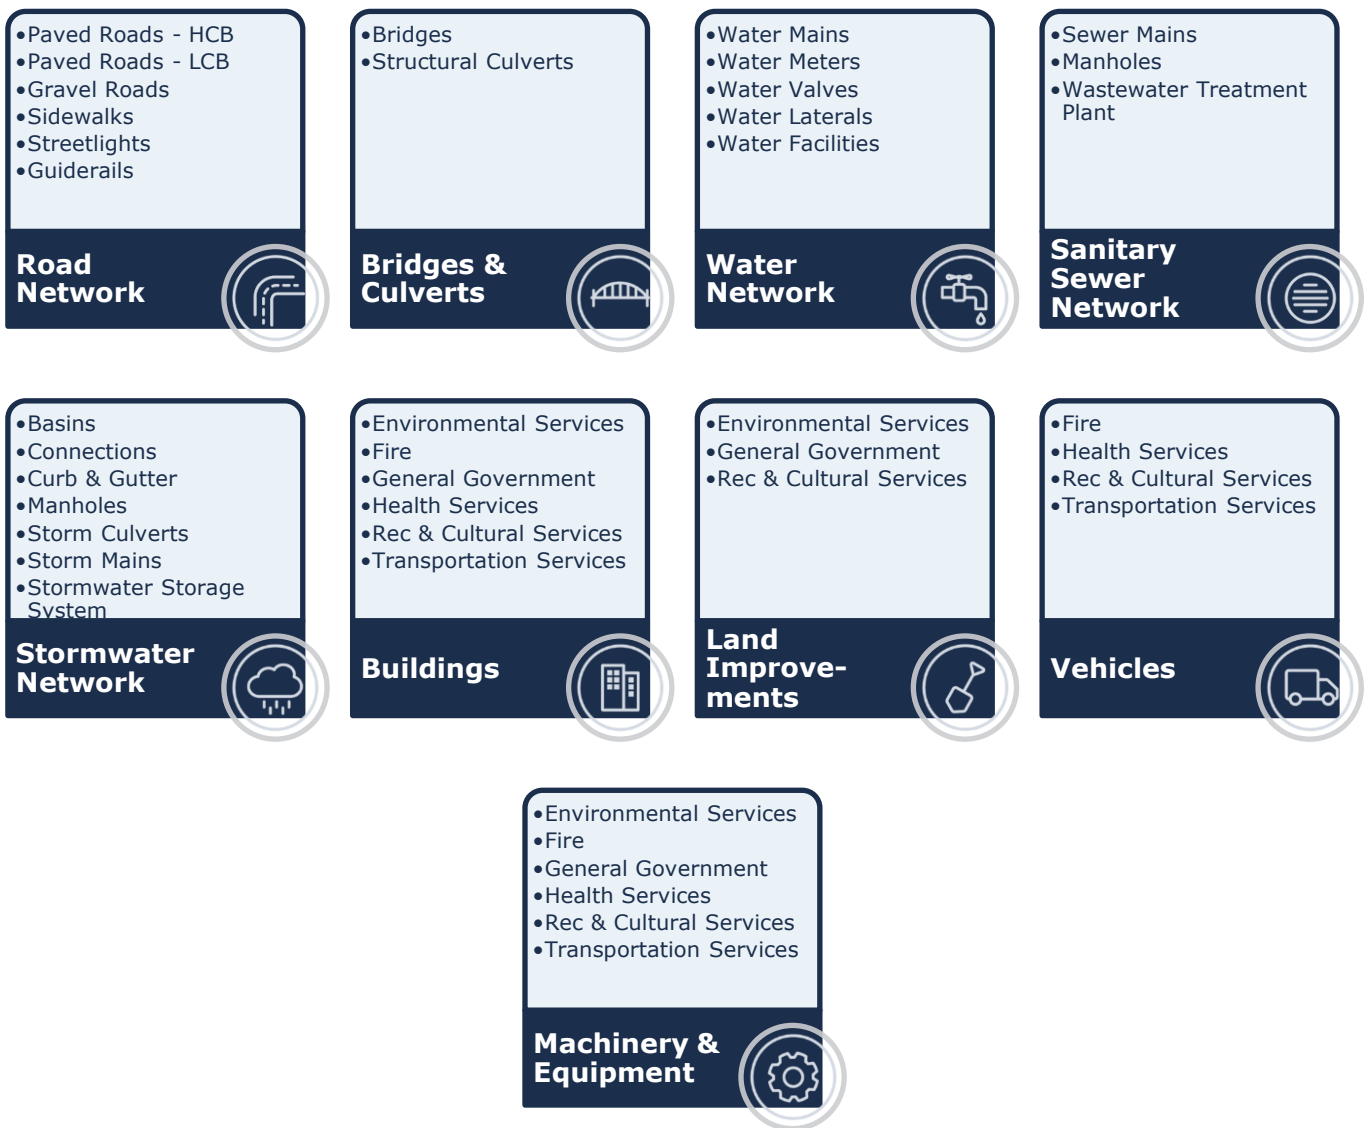 •Paved Roads - HCB
•Paved Roads - LCB
•Gravel Roads
•Sidewalks
•Streetlights
•Guiderails
Road
Network
•Bridges
•Structural Culverts
Bridges &
Culverts
•Water Mains
•Water Meters
•Water Valves
•Water Laterals
•Water Facilities
Water
Network
•Sewer Mains
•Manholes
•Wastewater Treatment
Plant
Sanitary
Sewer
Network
•Basins
•Connections
•Curb & Gutter
•Manholes
•Storm Culverts
•Storm Mains
•Stormwater Storage
System
Stormwater
Network
•Environmental Services
•Fire
•General Government
•Health Services
•Rec & Cultural Services
•Transportation Services
Buildings
•Environmental Services
•General Government
•Rec & Cultural Services
Land
Improve-
ments
•Fire
•Health Services
•Rec & Cultural Services
•Transportation Services
Vehicles
•Environmental Services
•Fire
•General Government
•Health Services
•Rec & Cultural Services
•Transportation Services
Machinery &
Equipment